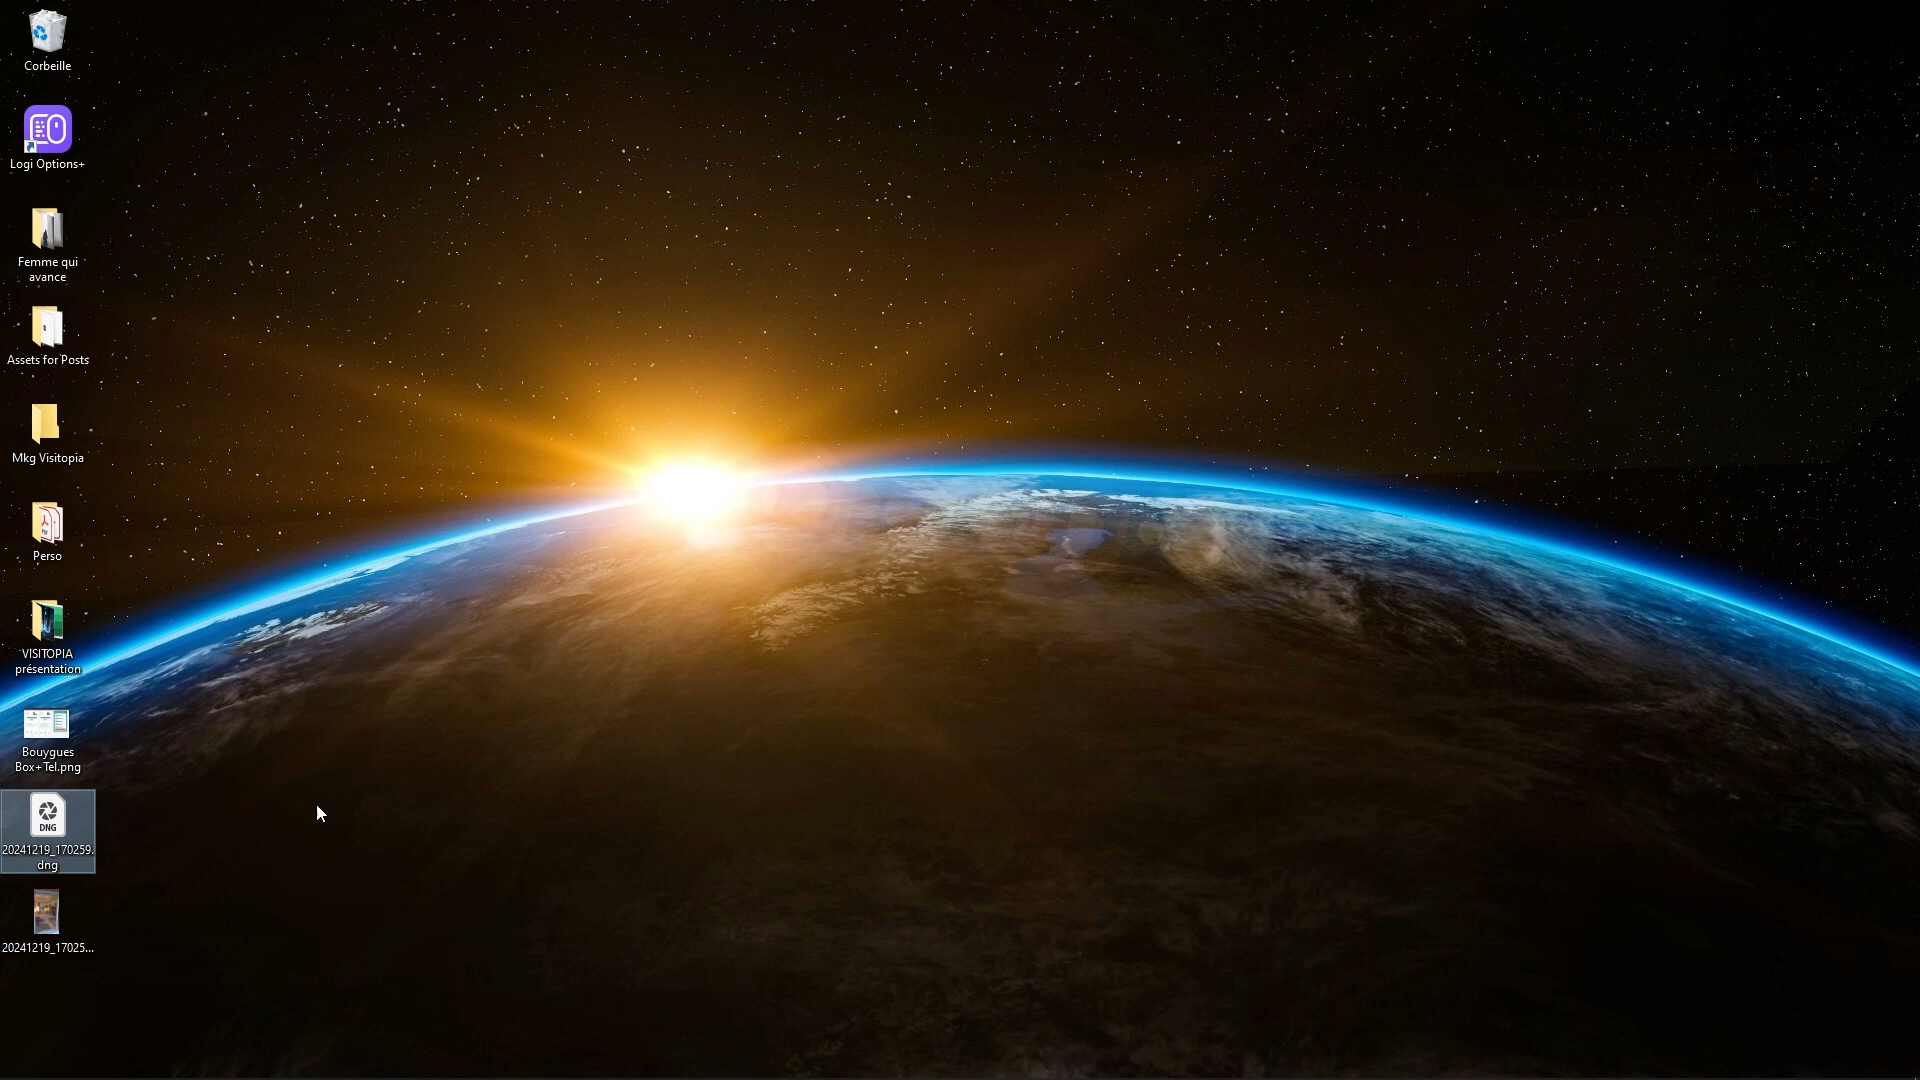 Corbeille
Logi Options+
Femme qui
avance
Assets for Posts
Mkg Visitopia
PDF
Perso
VISITOPIA
présentation
Bouygues
Box+Tel.png
DNG
20241219_170259.
dng
20241219_17025...